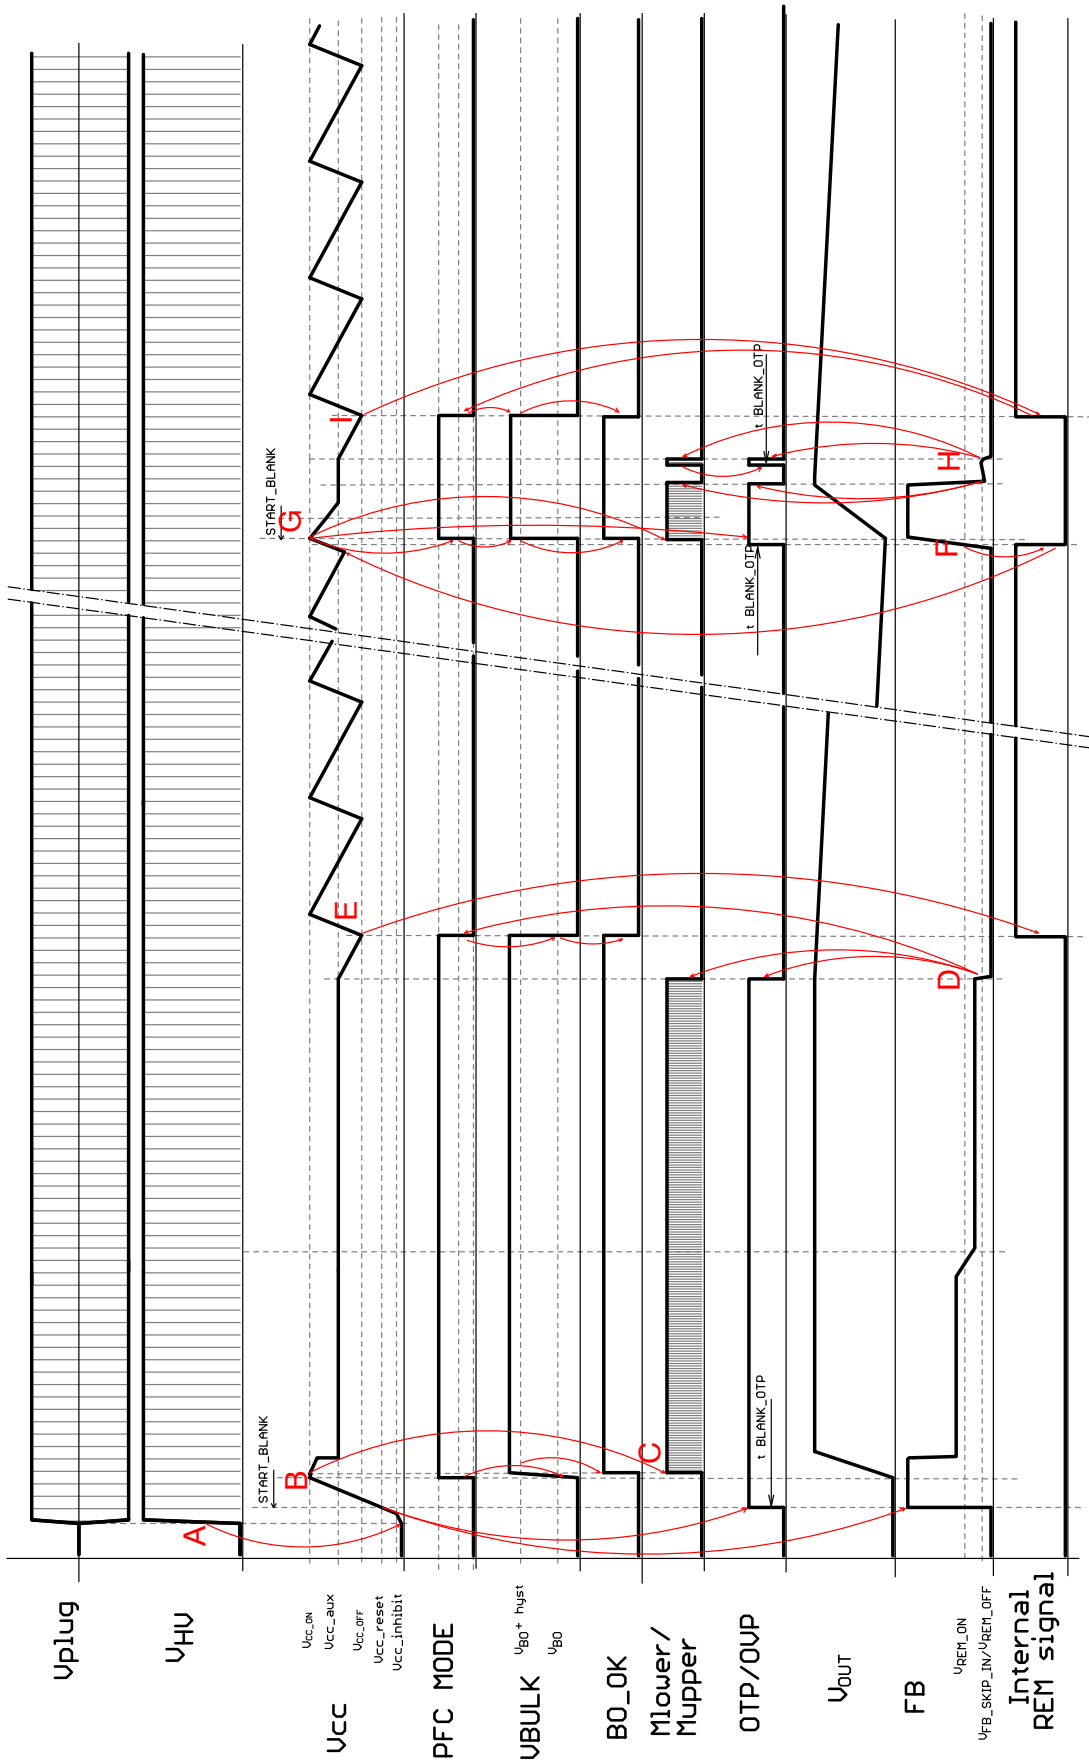 Vplug
VHV
VCC_ON
Vcc_aux
VCC_OFF
Vcc_reset
Vcc_inhibit
Vcc
PFC MODE
VBO+ hyst
VBO
VBULK
BO_OK
Mlower/
Mupper
OTP/OVP
VOUT
FB
VREM_ON
VFB_SKIP_IN/VREM_OFF
Internal
REM signal
A
START_BLANK
B
C
t BLANK_OTP
D
E
START_BLANK
G
t BLANK_OTP
F
I
t BLANK_OTP
H